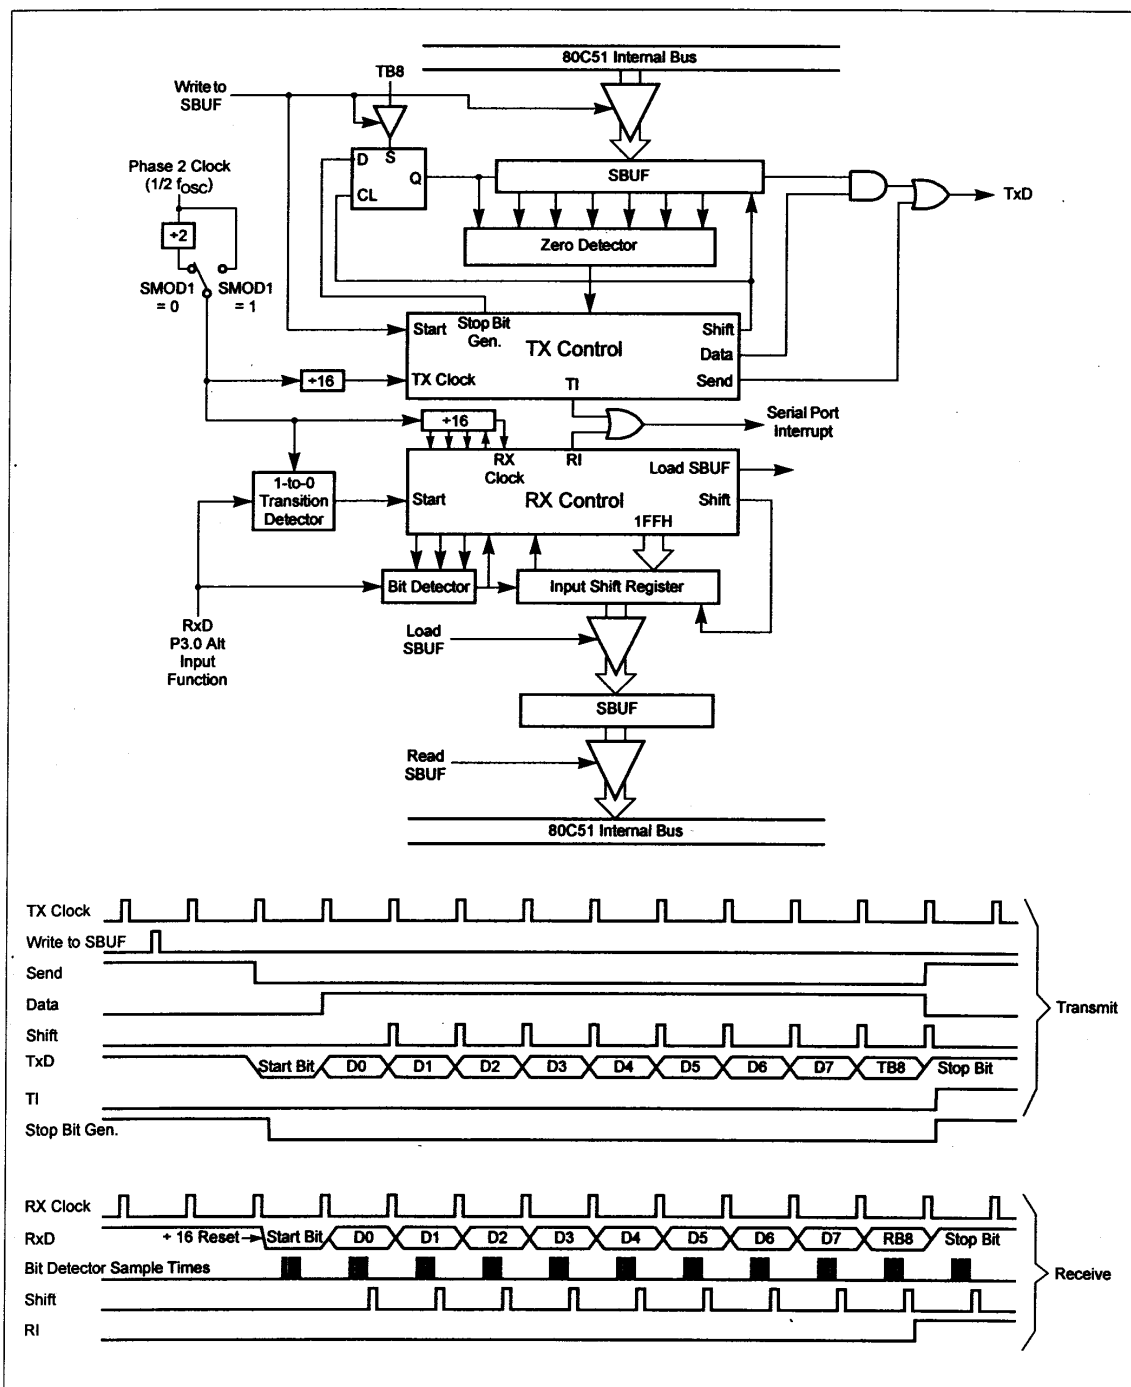 80C51 Internal Bus
TB8
Write to
SBUF
Phase 2 Clock
(1/2 fOSC)
D
S
Q
CL
SBUF
TxD
÷2
Zero Detector
SMOD1
= 0
SMOD1
= 1
Start
Stop Bit
Gen.
TX Control
Shift
Data
÷16
TX Clock
TI
Send
÷16
Serial Port
Interrupt
RX
Clock
RI
Load SBUF
1-to-0
Transition
Detector
Start
RX Control
Shift
1FFH
Bit Detector
Input Shift Register
RxD
P3.0 Alt
Input
Function
Load
SBUF
SBUF
Read
SBUF
80C51 Internal Bus
TX Clock
Write to SBUF
Send
Data
Transmit
Shift
TxD
Start Bit D0 D1 D2 D3 D4 D5 D6 D7 TB8 Stop Bit
TI
Stop Bit Gen.
RX Clock
RxD
÷ 16 Reset Start Bit D0 D1 D2 D3 D4 D5 D6 D7 RB8 Stop Bit
Bit Detector Sample Times
Receive
Shift
RI